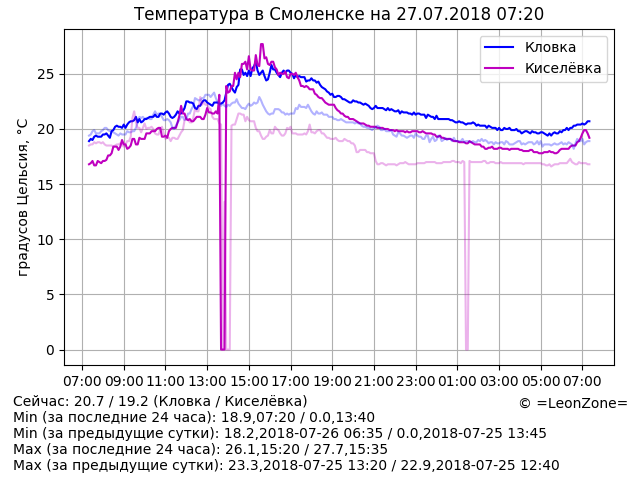 Температура в Смоленске на 27.07.2018 07:20
Кловка
Киселёвка
градусов Цельсия, °C
25
20
15
10
5
0
07:00 09:00 11:00 13:00 15:00 17:00 19:00 21:00 23:00 01:00 03:00 05:00 07:00
Сейчас: 20.7 / 19.2 (Кловка / Киселёвка)
© =LeonZone=
Min (за последние 24 часа): 18.9,07:20 / 0.0,13:40
Min (за предыдущие сутки): 18.2,2018-07-26 06:35 / 0.0,2018-07-25 13:45
Max (за последние 24 часа): 26.1,15:20 / 27.7,15:35
Max (за предыдущие сутки): 23.3,2018-07-25 13:20 / 22.9,2018-07-25 12:40